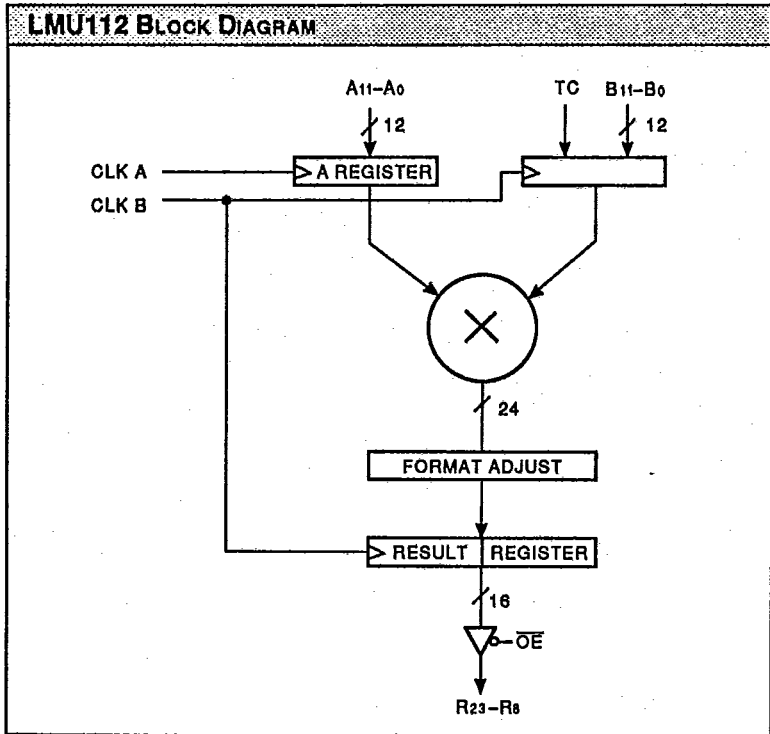 LMU112 BLOCK DIAGRAM
A11–A0 TC B11–B0
12 12
CLK A A REGISTER
CLK B
24
FORMAT ADJUST
RESULT REGISTER
16
OE
R23–R8